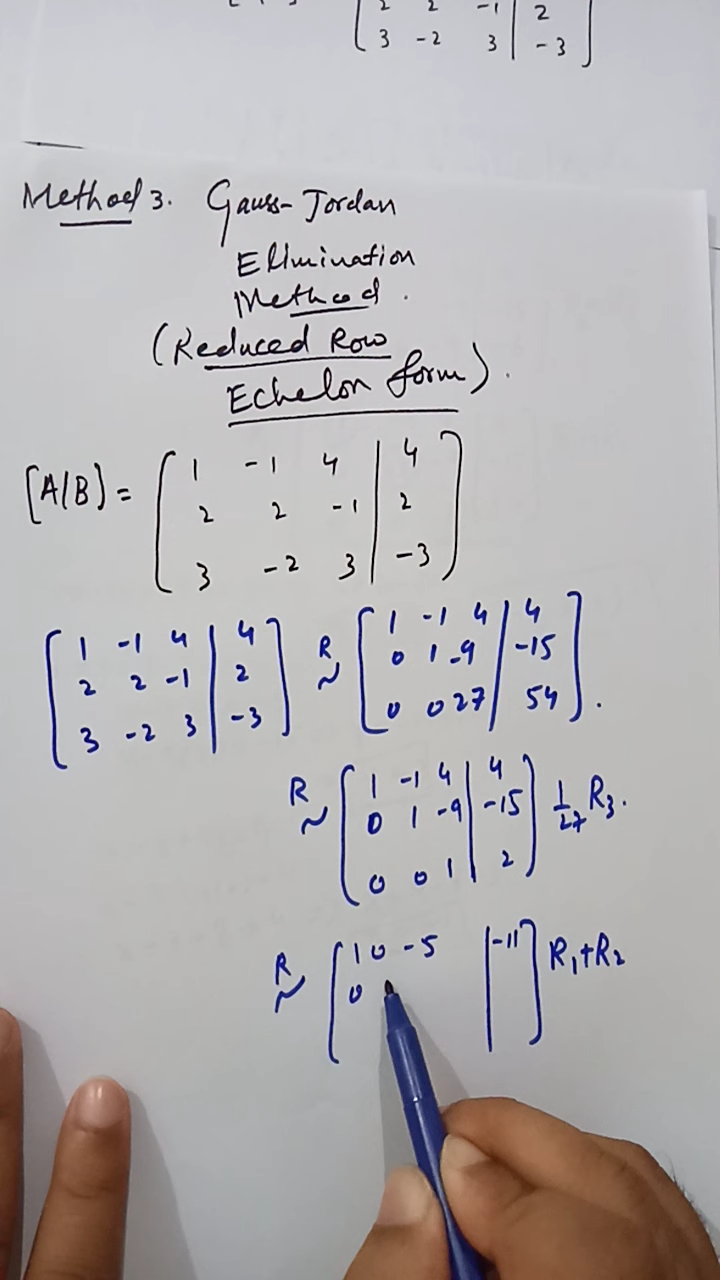 2 2 -1 | 2
3 -2 3 | -3
Method 3. Gauss-Jordan
Elimination
Method.
(Reduced Row
Echelon form).
[A|B] =
1 -1 4 | 4
2 2 -1 | 2
3 -2 3 | -3
1 -1 4 | 4
2 2 -1 | 2
3 -2 3 | -3
R
~
1 -1 4 | 4
0 1 -9 | -15
0 0 27 | 54
.
R
~
1 -1 4 | 4
0 1 -9 | -15
0 0 1 | 2
1/27 R₃.
R
~
1 0 -5 | -11
0
R₁+R₂